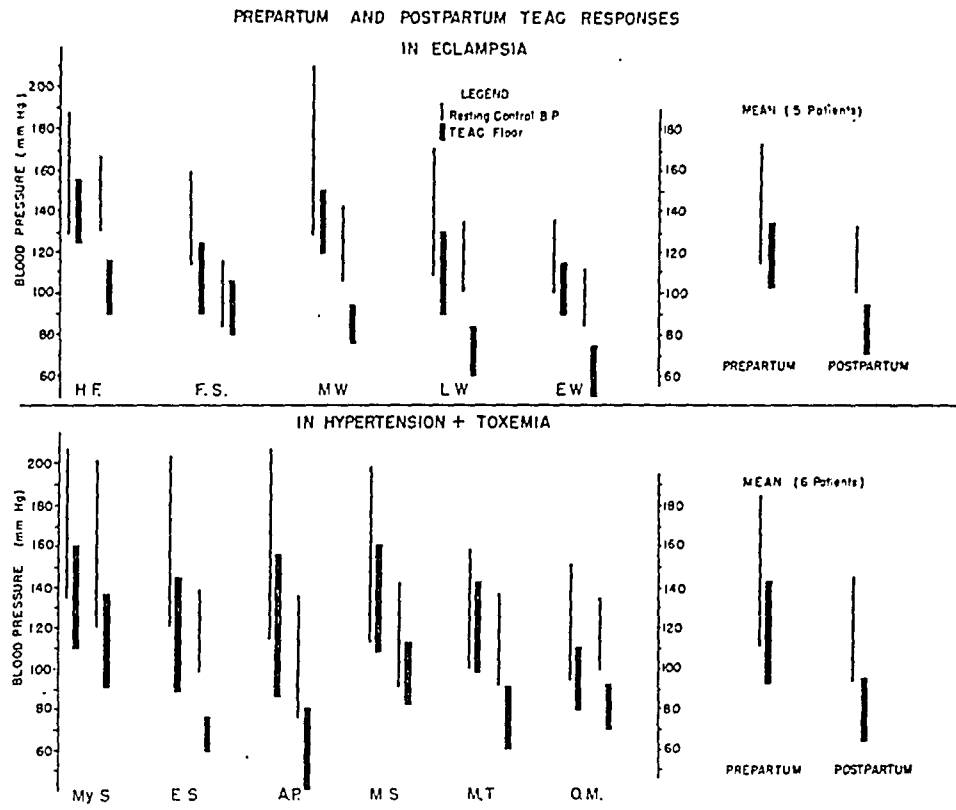 PREPARTUM AND POSTPARTUM TEAC RESPONSES
IN ECLAMPSIA
BLOOD PRESSURE (mm Hg)
200
180
160
140
120
100
80
60
LEGEND
Resting Control B.P
TEAC Floor
H F.
F. S.
M W
L W
E W
MEAN (5 Patients)
180
160
140
120
100
80
60
PREPARTUM POSTPARTUM
IN HYPERTENSION + TOXEMIA
BLOOD PRESSURE (mm Hg)
200
180
160
140
120
100
80
60
My S
E S
A.P.
M S
M.T
O.M.
MEAN (6 Patients)
180
160
140
120
100
80
60
PREPARTUM POSTPARTUM